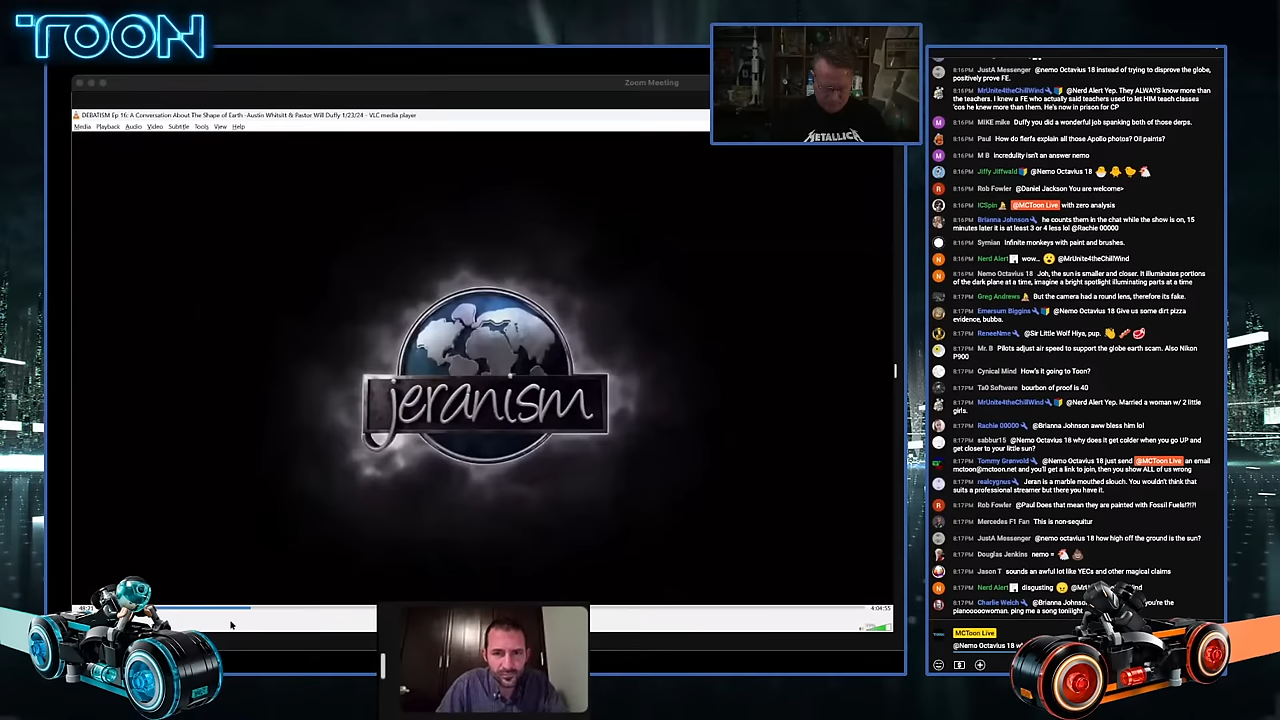 TOON
Zoom Meeting
DEBATISM Ep 16: A Conversation About The Shape of Earth -Austin Whitsitt & Pastor Will Duffy 1/23/24 - VLC media player
Media Playback Audio Video Subtitle Tools View Help
METALLICA
jeranism
48:21
4:04:55
8:16PM JustA Messenger @nemo Octavius 18 instead of trying to disprove the globe,
positively prove FE.
8:16PM MrUnite4theChillWind @Nerd Alert Yep. They ALWAYS know more than
the teachers. I knew a FE who actually said teachers used to let HIM teach classes
'cos he knew more than them. He's now in prison for CP
8:16PM MIKE mike Duffy you did a wonderful job spanking both of those derps.
8:16PM Paul How do flerfs explain all those Apollo photos? Oil paints?
8:16PM M B incredulity isn't an answer nemo
8:16PM Jiffy Jiffwald @Nemo Octavius 18
8:16PM Rob Fowler @Daniel Jackson You are welcome>
8:16PM ICSpin @MCToon Live with zero analysis
8:16PM Brianna Johnson he counts them in the chat while the show is on, 15
minutes later it is at least 3 or 4 less lol @Rachie 00000
8:16PM Symian Infinite monkeys with paint and brushes.
8:16PM Nerd Alert wow... @MrUnite4theChillWind
8:16PM Nemo Octavius 18 Joh, the sun is smaller and closer. It illuminates portions
of the dark plane at a time, imagine a bright spotlight illuminating parts at a time
8:17PM Greg Andrews But the camera had a round lens, therefore its fake.
8:17PM Emersum Biggins @Nemo Octavius 18 Give us some dirt pizza
evidence, bubba.
8:17PM ReneeNme @Sir Little Wolf Hiya, pup.
8:17PM Mr. B Pilots adjust air speed to support the globe earth scam. Also Nikon
P900
8:17PM Cynical Mind How's it going to Toon?
8:17PM TaO Software bourbon of proof is 40
8:17PM MrUnite4theChillWind @Nerd Alert Yep. Married a woman w/ 2 little
girls.
8:17PM Rachie 00000 @Brianna Johnson aww bless him lol
8:17PM sabbur15 @Nemo Octavius 18 why does it get colder when you go UP and
get closer to your little sun?
8:17PM Tommy Grønvold @Nemo Octavius 18 just send @MCToon Live an email
mctoon@mctoon.net and you'll get a link to join, then you show ALL of us wrong
8:17PM realcygnus Jeran is a marble mouthed slouch. You wouldn't think that
suits a professional streamer but there you have it.
8:17PM Rob Fowler @Paul Does that mean they are painted with Fossil Fuels!?!?!
8:17PM Mercedes F1 Fan This is non-sequitur
8:17PM JustA Messenger @nemo octavius 18 how high off the ground is the sun?
8:17PM Douglas Jenkins nemo =
8:17PM Jason T sounds an awful lot like YECs and other magical claims
8:17PM Nerd Alert disgusting
8:17PM Charlie Welch @Brianna you're the
pianoooowoman. ping me a song tonight
MCToon Live
@Nemo Octavius 18